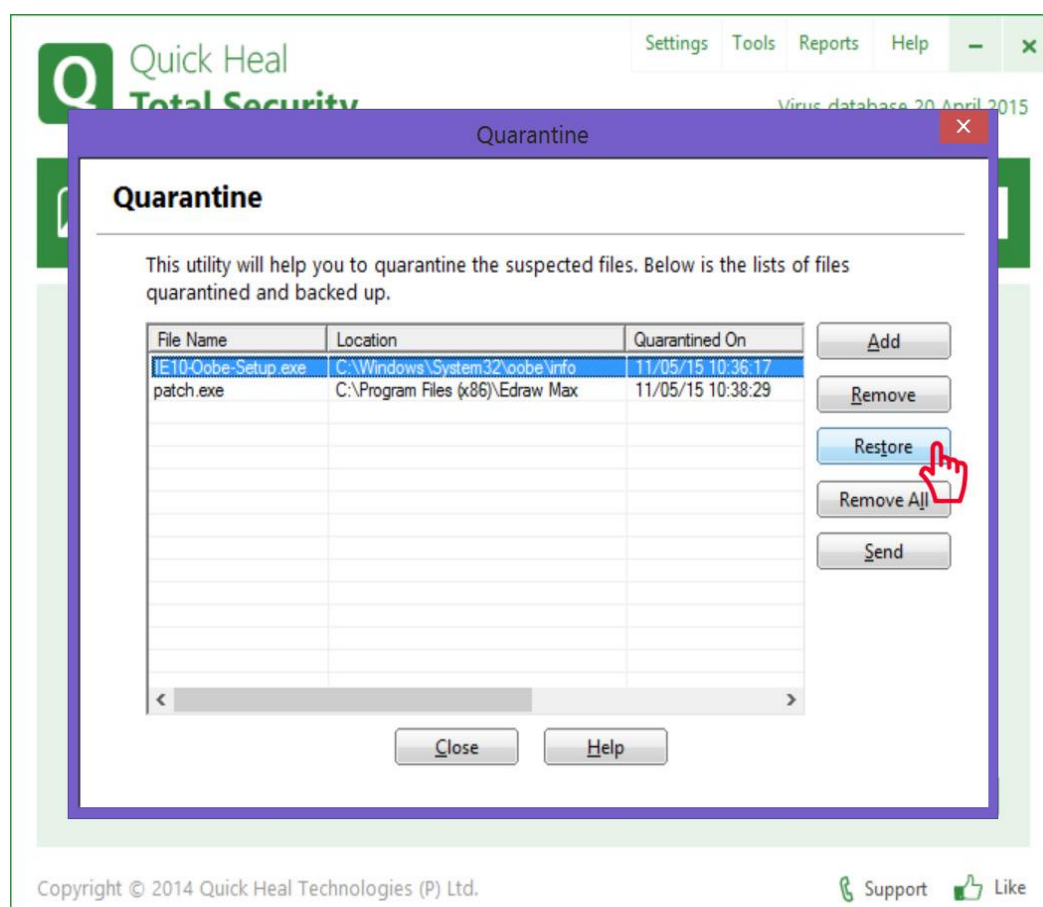 Q
Quick Heal
Total Security
Settings Tools Reports Help
Virus database 20 April 2015
Quarantine
Quarantine
This utility will help you to quarantine the suspected files. Below is the lists of files
quarantined and backed up.
File Name Location Quarantined On
IE10-Oobe-Setup.exe C:\Windows\System32\oobe\info 11/05/15 10:36:17
patch.exe C:\Program Files (x86)\Edraw Max 11/05/15 10:38:29
Add
Remove
Restore
Remove All
Send
Close Help
Copyright © 2014 Quick Heal Technologies (P) Ltd.
Support Like